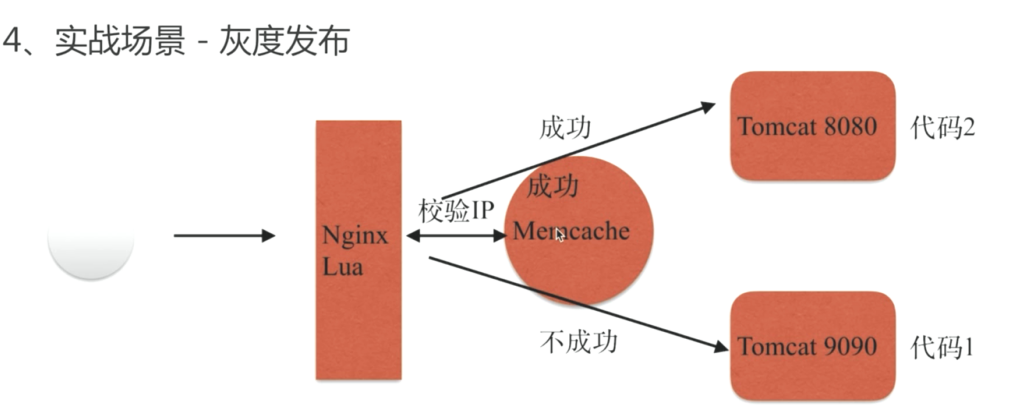 4、实战场景 - 灰度发布
成功
Tomcat 8080
代码2
成功
校验IP
Memcache
Nginx
Lua
不成功
Tomcat 9090
代码1